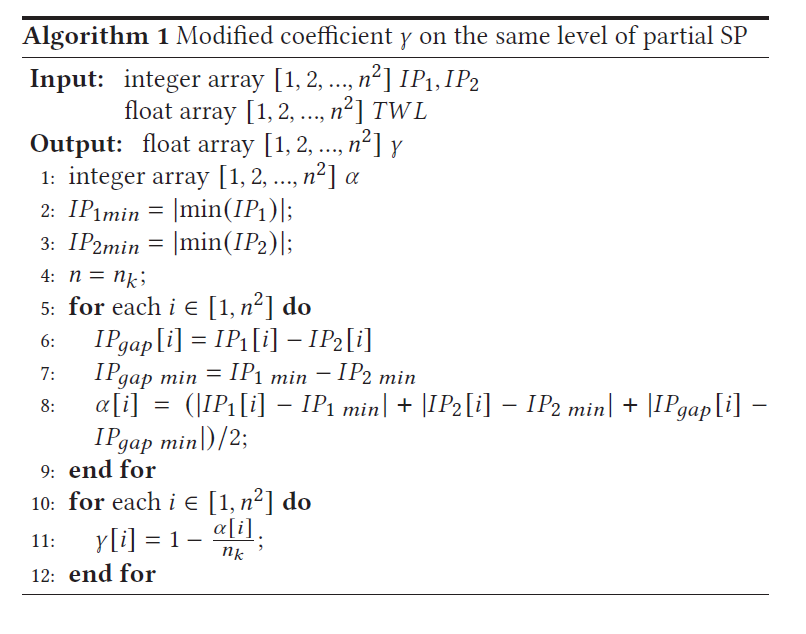 Algorithm 1 Modified coefficient γ on the same level of partial SP
Input: integer array [1, 2, ..., n²] IP₁, IP₂
float array [1, 2, ..., n²] TWL
Output: float array [1, 2, ..., n²] γ
1: integer array [1, 2, ..., n²] α
2: IP₁min = |min(IP₁)|;
3: IP₂min = |min(IP₂)|;
4: n = nₖ;
5: for each i ∈ [1, n²] do
6: IPgap[i] = IP₁[i] − IP₂[i]
7: IPgap min = IP₁ min − IP₂ min
8: α[i] = (|IP₁[i] − IP₁ min| + |IP₂[i] − IP₂ min| + |IPgap[i] −
IPgap min|)/2;
9: end for
10: for each i ∈ [1, n²] do
11: γ[i] = 1 − α[i]/nₖ;
12: end for